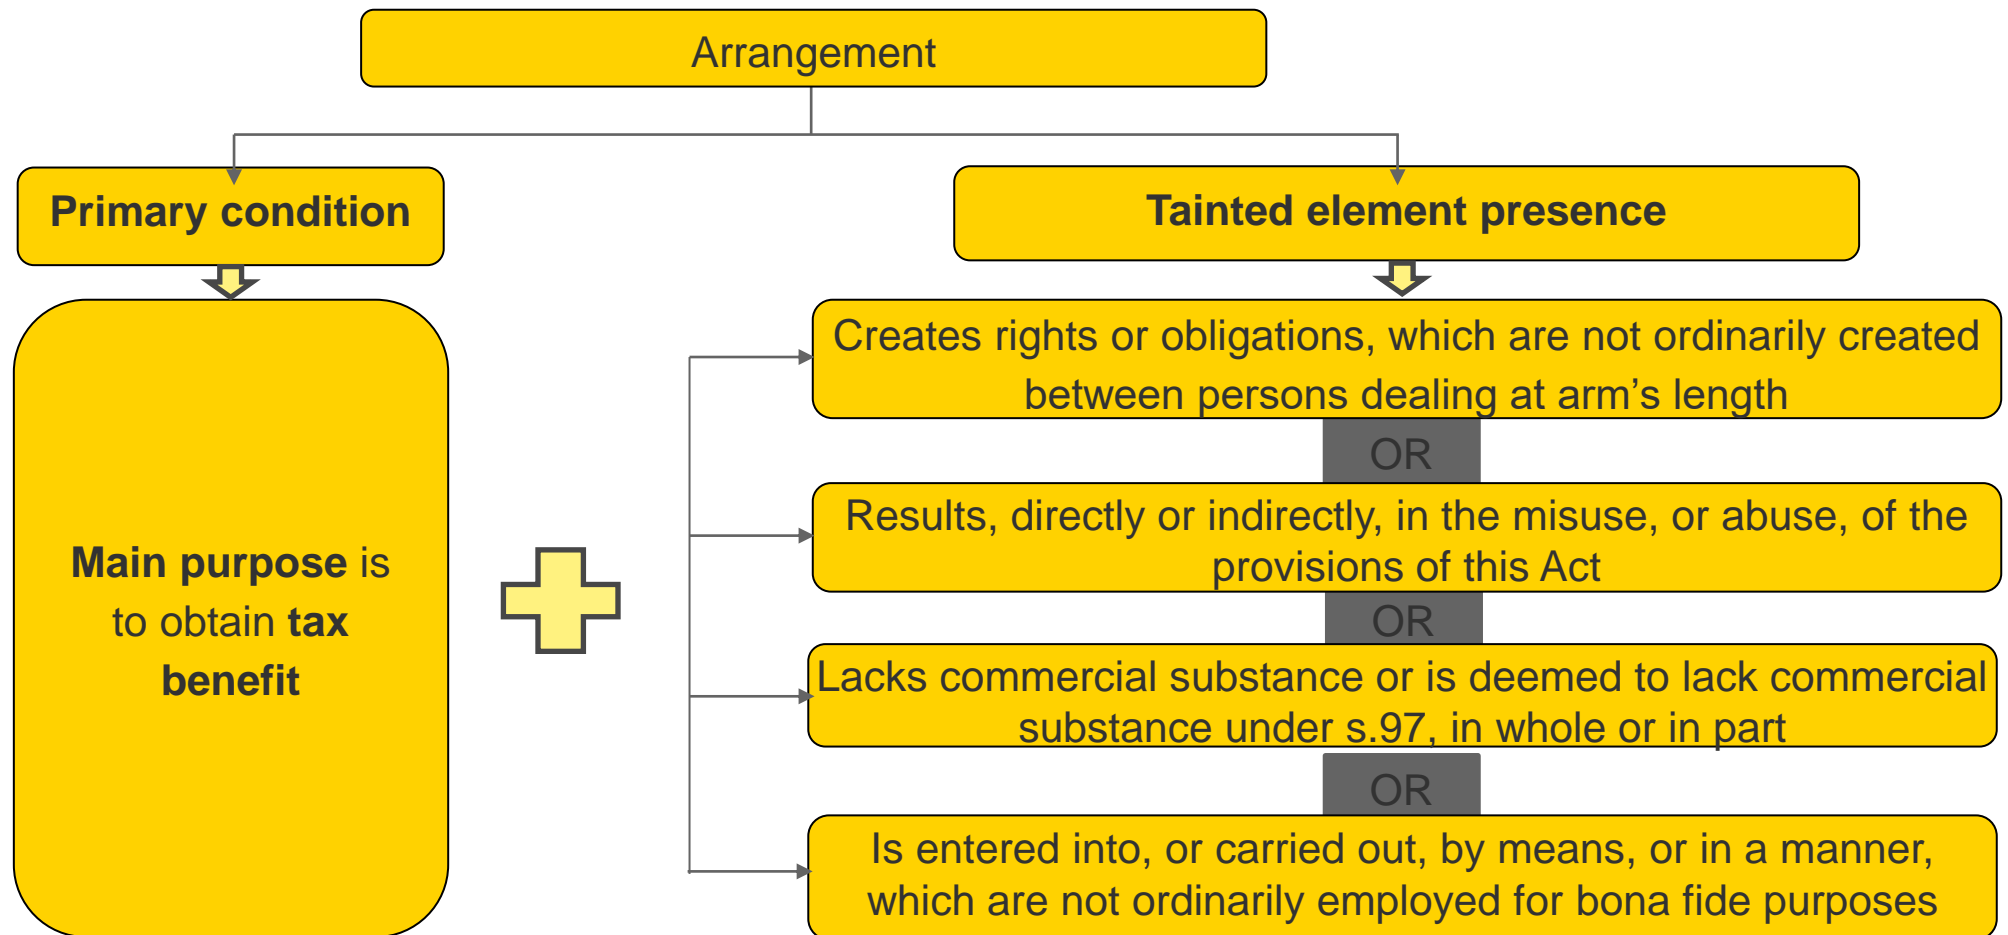 Arrangement
Primary condition
Tainted element presence
Main purpose is
to obtain tax
benefit
Creates rights or obligations, which are not ordinarily created
between persons dealing at arm’s length
OR
Results, directly or indirectly, in the misuse, or abuse, of the
provisions of this Act
OR
Lacks commercial substance or is deemed to lack commercial
substance under s.97, in whole or in part
OR
Is entered into, or carried out, by means, or in a manner,
which are not ordinarily employed for bona fide purposes